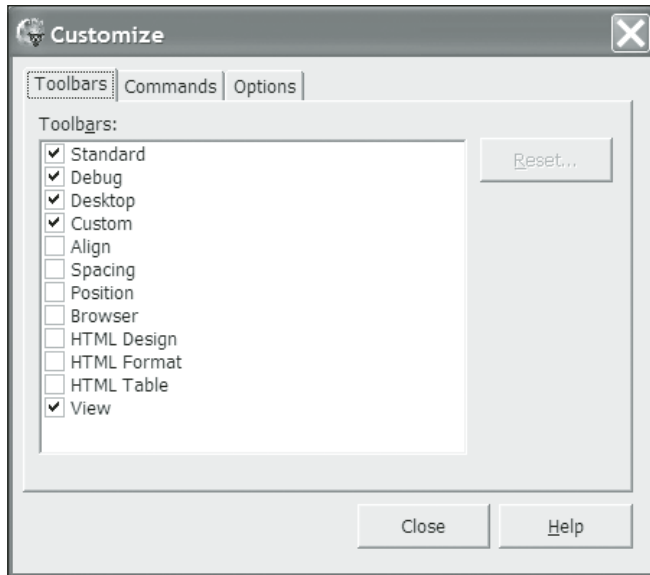 Customize
Toolbars Commands Options
Toolbars:
Standard
Debug
Desktop
Custom
Align
Spacing
Position
Browser
HTML Design
HTML Format
HTML Table
View
Reset...
Close Help